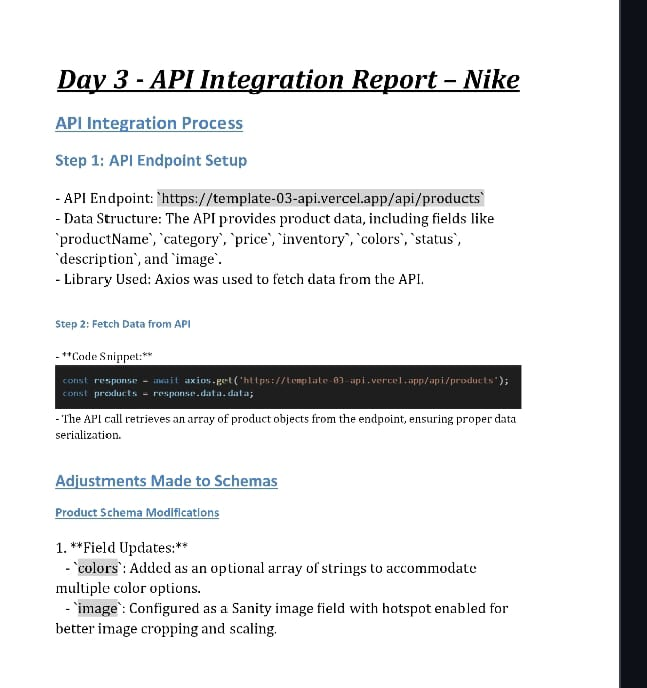 Day 3 - API Integration Report – Nike
API Integration Process
Step 1: API Endpoint Setup
- API Endpoint: `https://template-03-api.vercel.app/api/products`
- Data Structure: The API provides product data, including fields like
`productName`, `category`, `price`, `inventory`, `colors`, `status`,
`description`, and `image`.
- Library Used: Axios was used to fetch data from the API.
Step 2: Fetch Data from API
- **Code Snippet:**
const response = await axios.get('https://template-03-api.vercel.app/api/products');
const products = response.data.data;
- The API call retrieves an array of product objects from the endpoint, ensuring proper data
serialization.
Adjustments Made to Schemas
Product Schema Modifications
1. **Field Updates:**
- `colors`: Added as an optional array of strings to accommodate
multiple color options.
- `image`: Configured as a Sanity image field with hotspot enabled for
better image cropping and scaling.